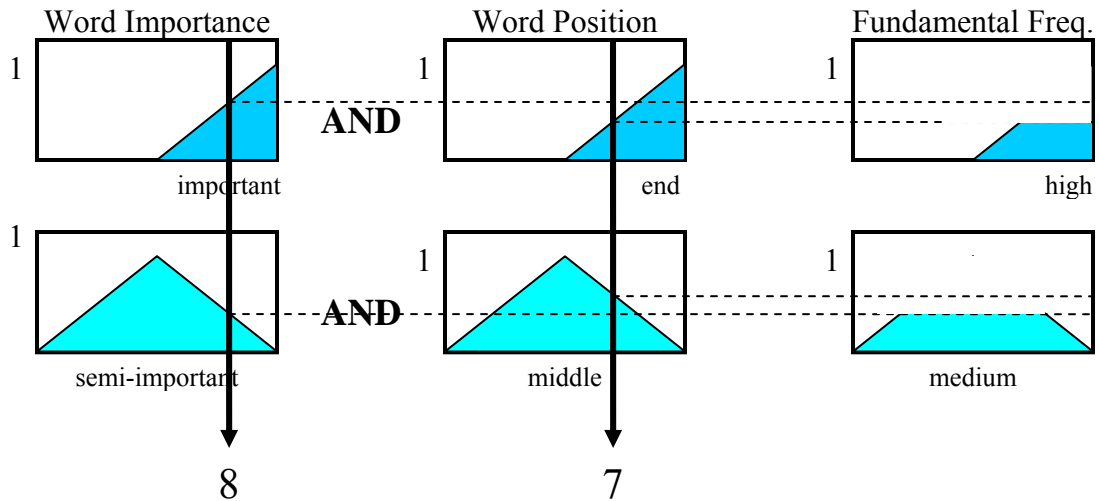 Word Importance Word Position Fundamental Freq.
1 1 1
AND
important end high
1 1 1
AND
semi-important middle medium
8 7